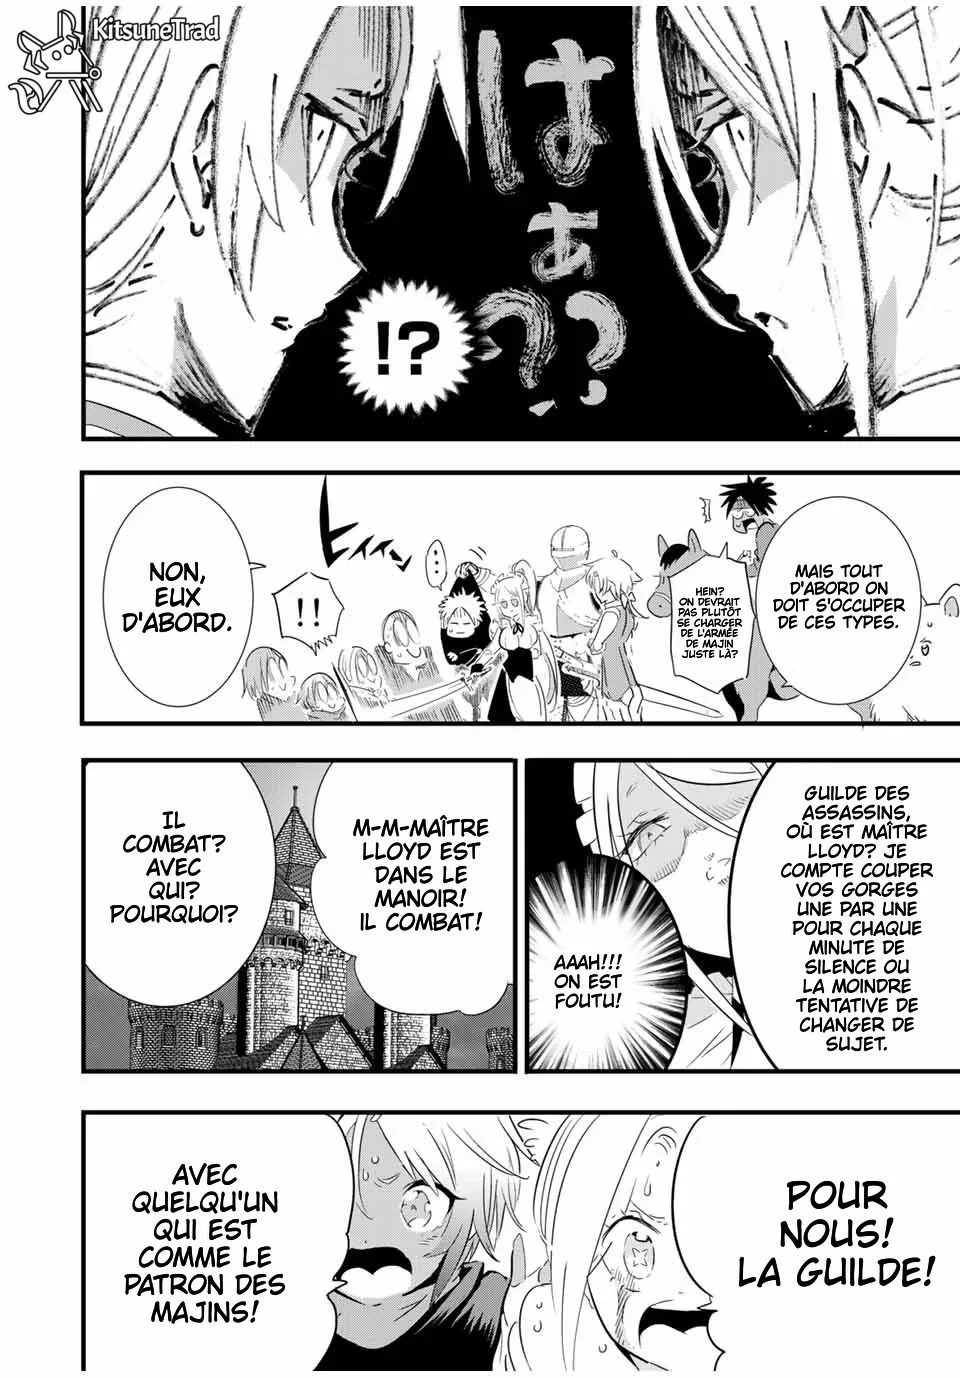 KitsuneTrad
はぁ??
!?
MAIS TOUT
D'ABORD ON
DOIT S'OCCUPER
DE CES TYPES.
HEIN?
ON DEVRAIT
PAS PLUTÔT
SE CHARGER
DE L'ARMÉE
DE MAJIN
JUSTE LÀ?
...
ビクッ
!!
NON,
EUX
D'ABORD.
GUILDE DES
ASSASSINS,
OÙ EST MAÎTRE
LLOYD? JE
COMPTE COUPER
VOS GORGES
UNE PAR UNE
POUR CHAQUE
MINUTE DE
SILENCE OU
LA MOINDRE
TENTATIVE DE
CHANGER DE
SUJET.
AAAH!!!
ON EST
FOUTU!
M-M-MAÎTRE
LLOYD EST
DANS LE
MANOIR!
IL COMBAT!
IL
COMBAT?
AVEC
QUI?
POURQUOI?
POUR
NOUS!
LA GUILDE!
AVEC
QUELQU'UN
QUI EST
COMME LE
PATRON DES
MAJINS!